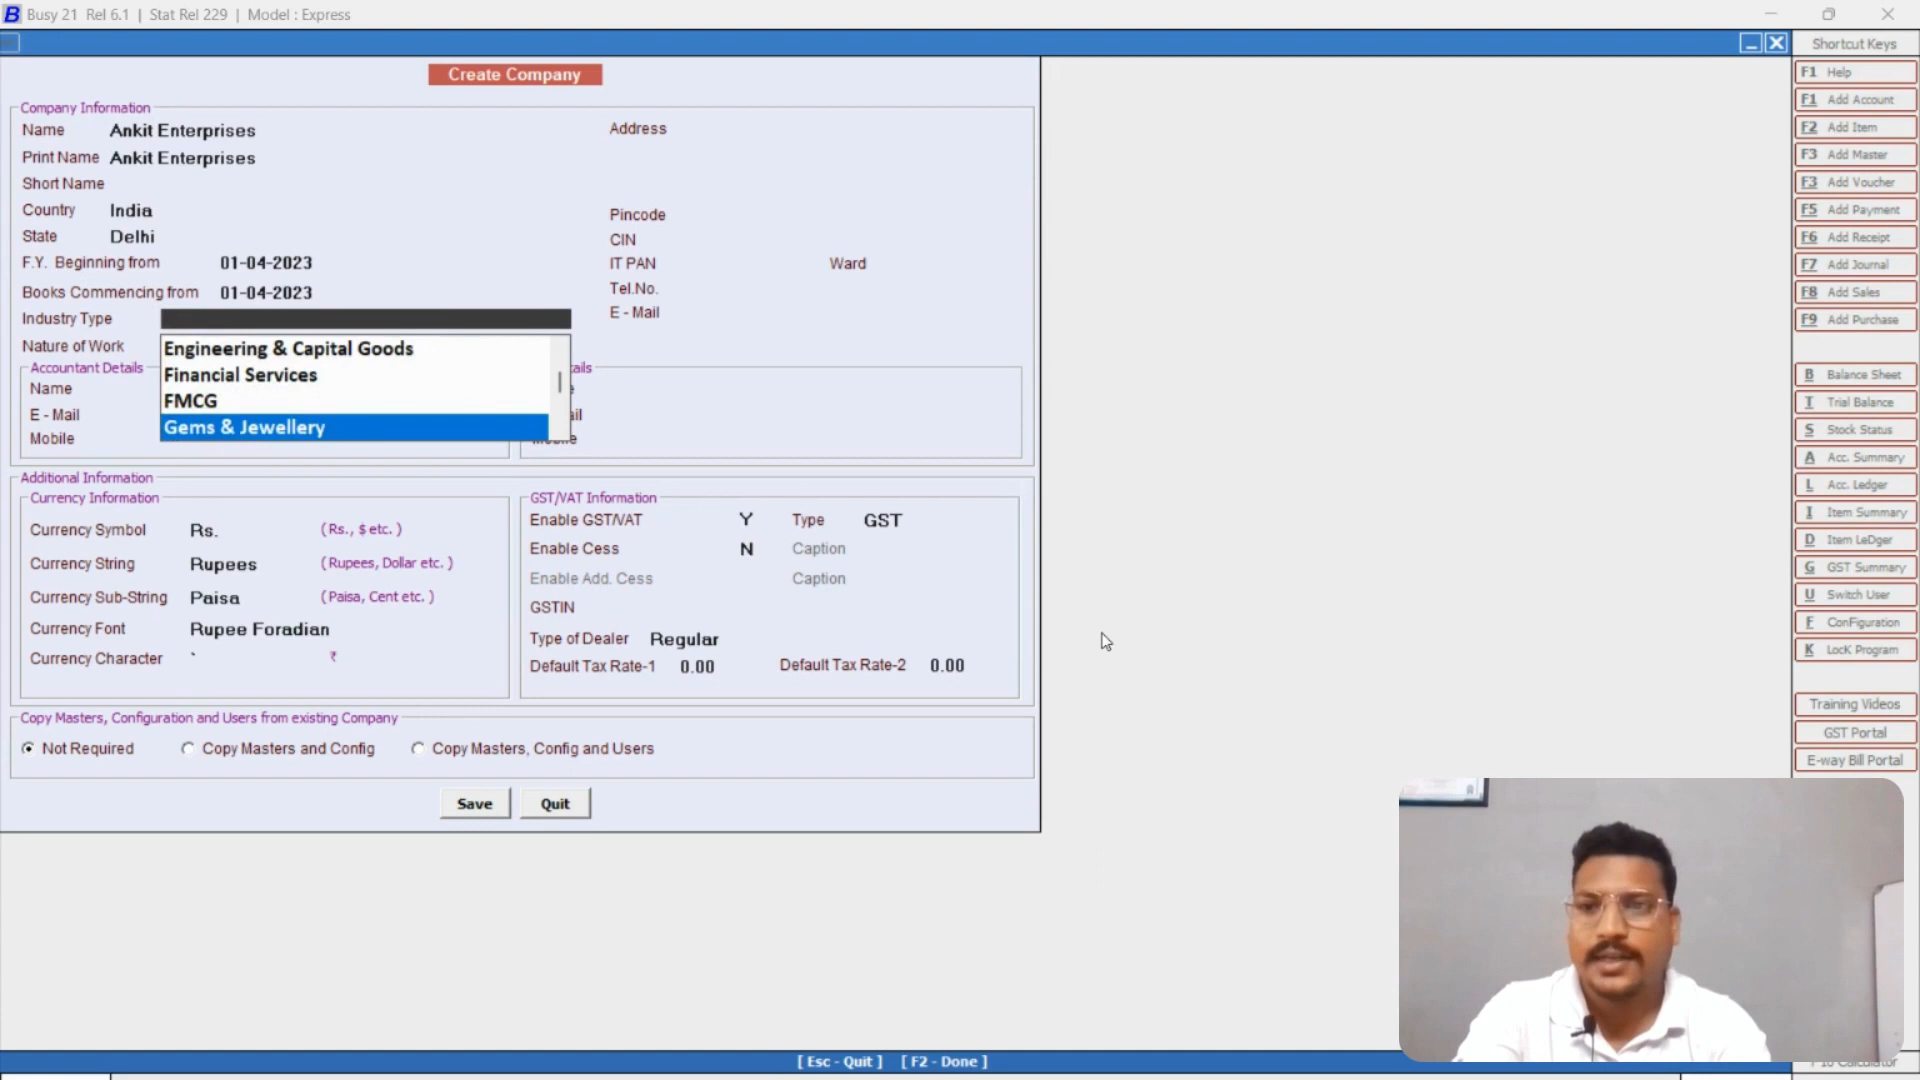 B Busy 21 Rel 6.1 | Stat Rel 229 | Model : Express
Create Company
Company Information
Name Ankit Enterprises
Print Name Ankit Enterprises
Short Name
Country India
State Delhi
F.Y. Beginning from 01-04-2023
Books Commencing from 01-04-2023
Industry Type
Nature of Work
Engineering & Capital Goods
Financial Services
FMCG
Gems & Jewellery
Address
Pincode
CIN
IT PAN Ward
Tel.No.
E - Mail
Accountant Details
Name
E - Mail
Mobile
Additional Information
Currency Information
Currency Symbol Rs. (Rs., $ etc. )
Currency String Rupees (Rupees, Dollar etc. )
Currency Sub-String Paisa (Paisa, Cent etc. )
Currency Font Rupee Foradian
Currency Character ` ₹
GST/VAT Information
Enable GST/VAT Y Type GST
Enable Cess N Caption
Enable Add. Cess Caption
GSTIN
Type of Dealer Regular
Default Tax Rate-1 0.00 Default Tax Rate-2 0.00
Copy Masters, Configuration and Users from existing Company
Not Required Copy Masters and Config Copy Masters, Config and Users
Save Quit
[ Esc - Quit ] [ F2 - Done ]
Shortcut Keys
F1 Help
F1 Add Account
F2 Add Item
F3 Add Master
F3 Add Voucher
F5 Add Payment
F6 Add Receipt
F7 Add Journal
F8 Add Sales
F9 Add Purchase
B Balance Sheet
T Trial Balance
S Stock Status
A Acc. Summary
L Acc. Ledger
I Item Summary
D Item LeDger
G GST Summary
U Switch User
F ConFiguration
K LocK Program
Training Videos
GST Portal
E-way Bill Portal